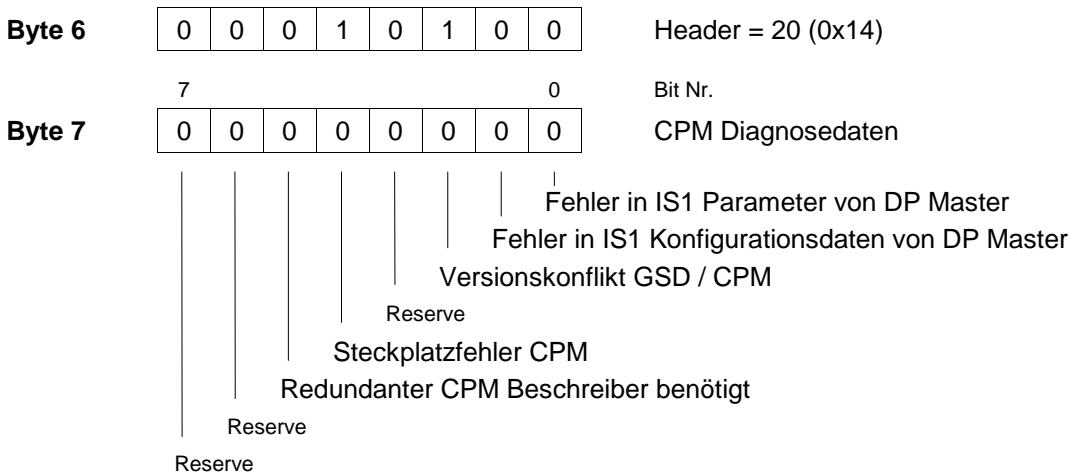 Byte 6 0 0 0 1 0 1 0 0 Header = 20 (0x14)
7 0 Bit Nr.
Byte 7 0 0 0 0 0 0 0 0 CPM Diagnosedaten
Fehler in IS1 Parameter von DP Master
Fehler in IS1 Konfigurationsdaten von DP Master
Versionskonflikt GSD / CPM
Reserve
Steckplatzfehler CPM
Redundanter CPM Beschreiber benötigt
Reserve
Reserve